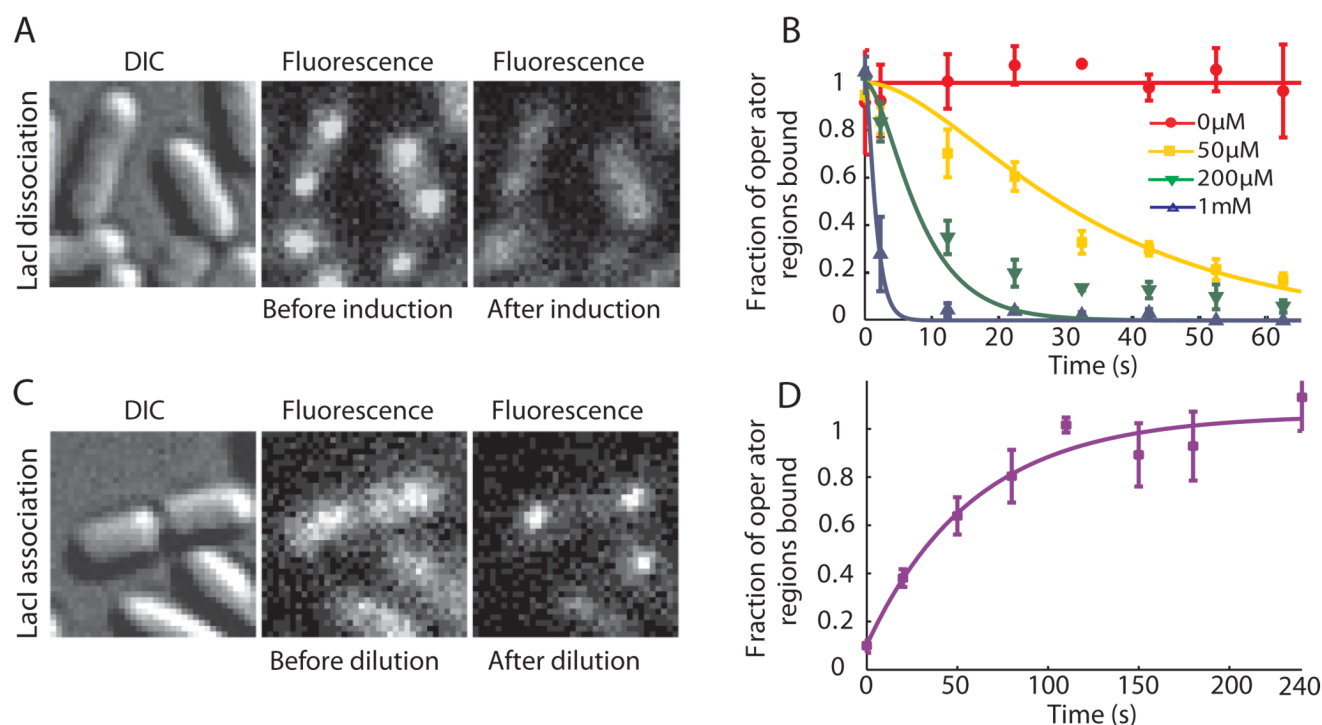 A
DIC
Fluorescence
Fluorescence
LacI dissociation
Before induction
After induction
B
Fraction of oper ator
regions bound
1
0.8
0.6
0.4
0.2
0
0μM
50μM
200μM
1mM
0
10
20
30
40
50
60
Time (s)
C
DIC
Fluorescence
Fluorescence
LacI association
Before dilution
After dilution
D
Fraction of oper ator
regions bound
1
0.8
0.6
0.4
0.2
0
0
50
100
150
200
240
Time (s)